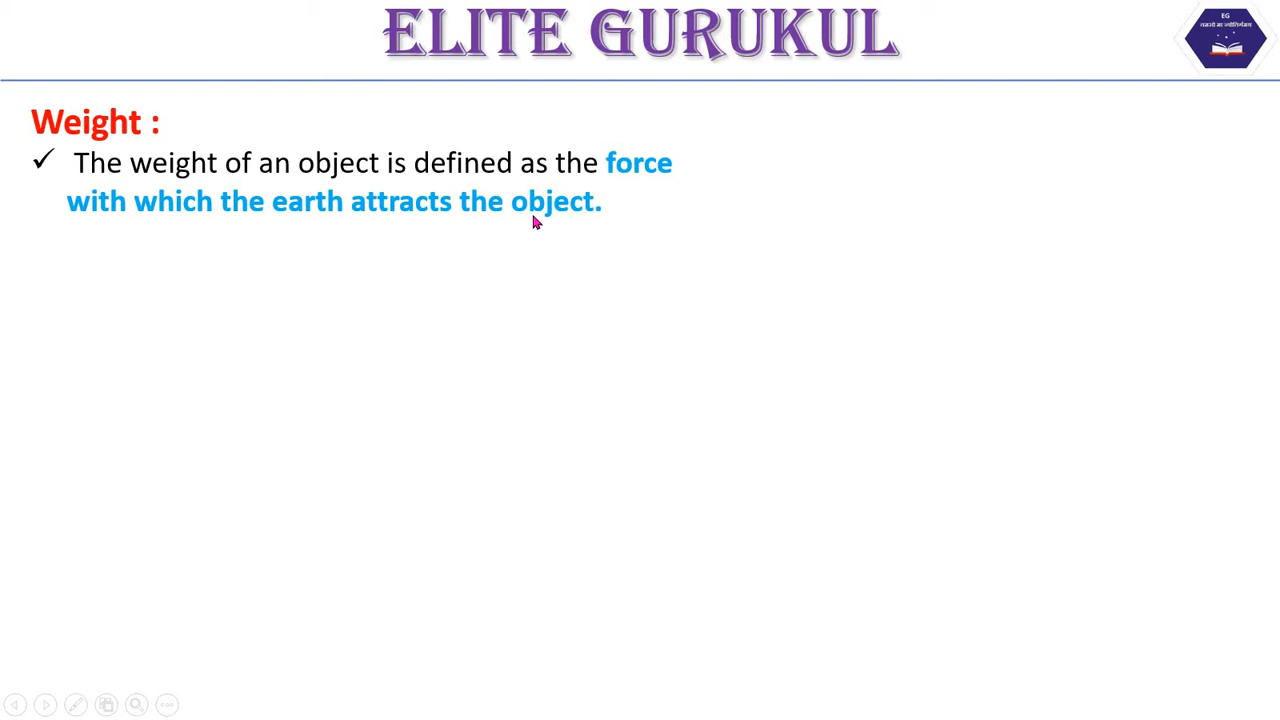 ELITE GURUKUL
EG
Weight :
✓ The weight of an object is defined as the force
with which the earth attracts the object.